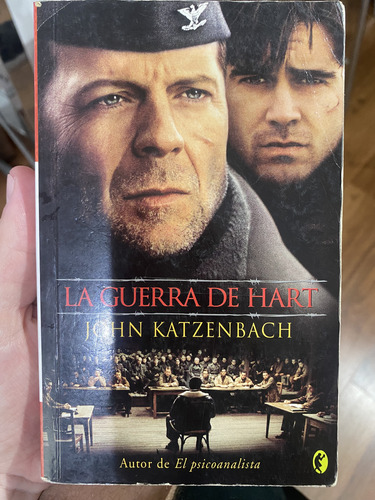 LA GUERRA DE HART
JOHN KATZENBACH
Autor de El psicoanalista